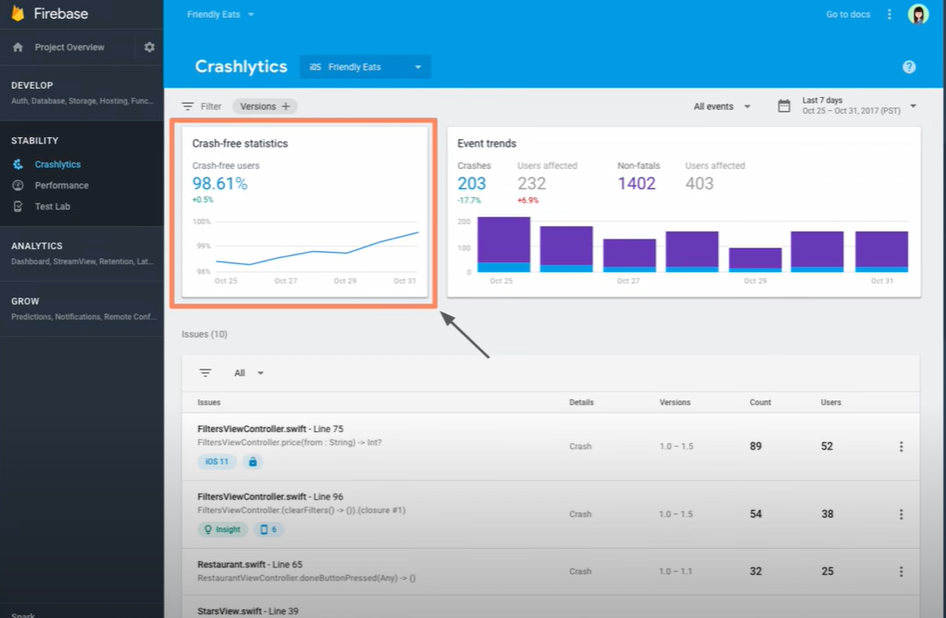 Firebase
Friendly Eats
Go to docs
Project Overview
Crashlytics
iOS Friendly Eats
DEVELOP
Auth, Database, Storage, Hosting, Func...
Filter
Versions +
All events
Last 7 days
Oct 25 – Oct 31, 2017 (PST)
STABILITY
Crashlytics
Performance
Test Lab
ANALYTICS
Dashboard, StreamView, Retention, Lat...
GROW
Predictions, Notifications, Remote Conf...
Crash-free statistics
Crash-free users
98.61%
+0.5%
100%
99%
98%
Oct 25 Oct 27 Oct 29 Oct 31
Event trends
Crashes Users affected Non-fatals Users affected
203 232 1402 403
-17.7% +6.9%
200
100
0
Oct 25 Oct 27 Oct 29 Oct 31
Issues (10)
All
Issues Details Versions Count Users
FiltersViewController.swift - Line 75
FiltersViewController.price(from : String) -> Int?
iOS 11
Crash 1.0 – 1.5 89 52
FiltersViewController.swift - Line 96
FiltersViewController.(clearFilters() -> ()).(closure #1)
Insight 6
Crash 1.0 – 1.5 54 38
Restaurant.swift - Line 65
RestaurantViewController.doneButtonPressed(Any) -> ()
Crash 1.0 – 1.1 32 25
StarsView.swift - Line 39
Spark